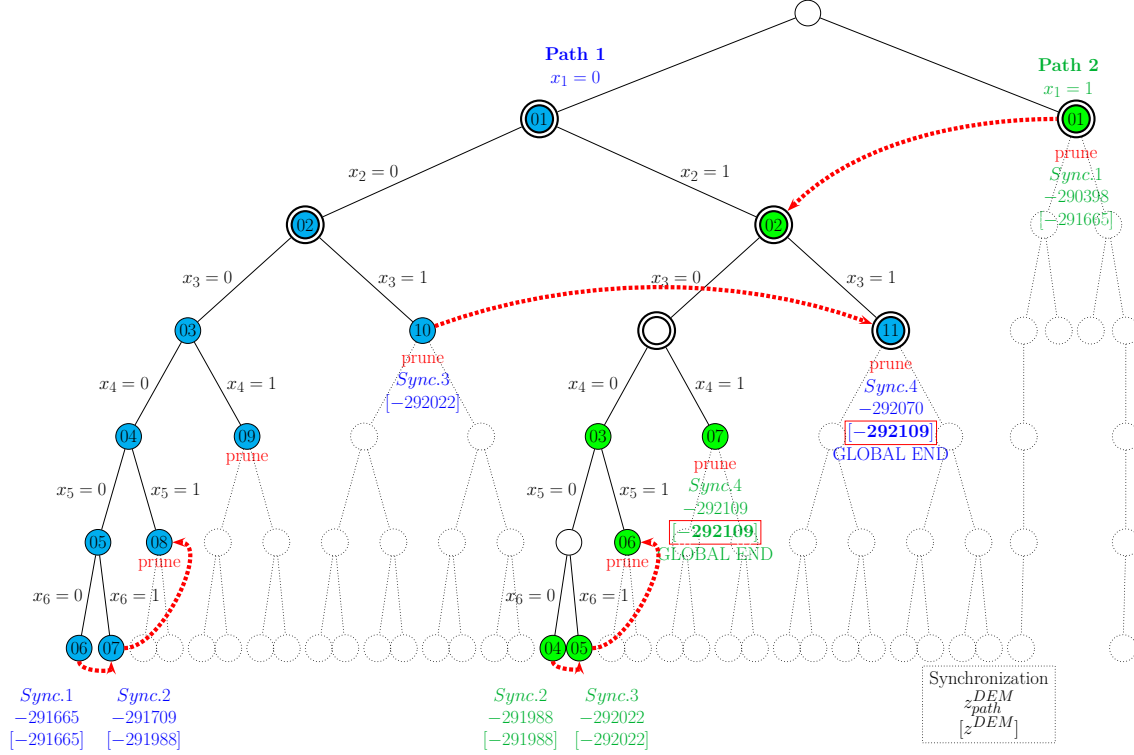 Path 1
x₁ = 0
Path 2
x₁ = 1
01
01
prune
Sync.1
−290398
[−291665]
x₂ = 0
x₂ = 1
02
02
x₃ = 0
x₃ = 1
x₃ = 0
x₃ = 1
03
10
prune
Sync.3
[−292022]
11
prune
Sync.4
−292070
[−292109]
GLOBAL END
x₄ = 0
x₄ = 1
x₄ = 0
x₄ = 1
04
09
prune
03
07
prune
Sync.4
−292109
[−292109]
GLOBAL END
x₅ = 0
x₅ = 1
x₅ = 0
x₅ = 1
05
08
prune
06
prune
x₆ = 0
x₆ = 1
x₆ = 0
x₆ = 1
06
07
04
05
Sync.1
−291665
[−291665]
Sync.2
−291709
[−291988]
Sync.2
−291988
[−291988]
Sync.3
−292022
[−292022]
Synchronization
z_{path}^{DEM}
[z^{DEM}]